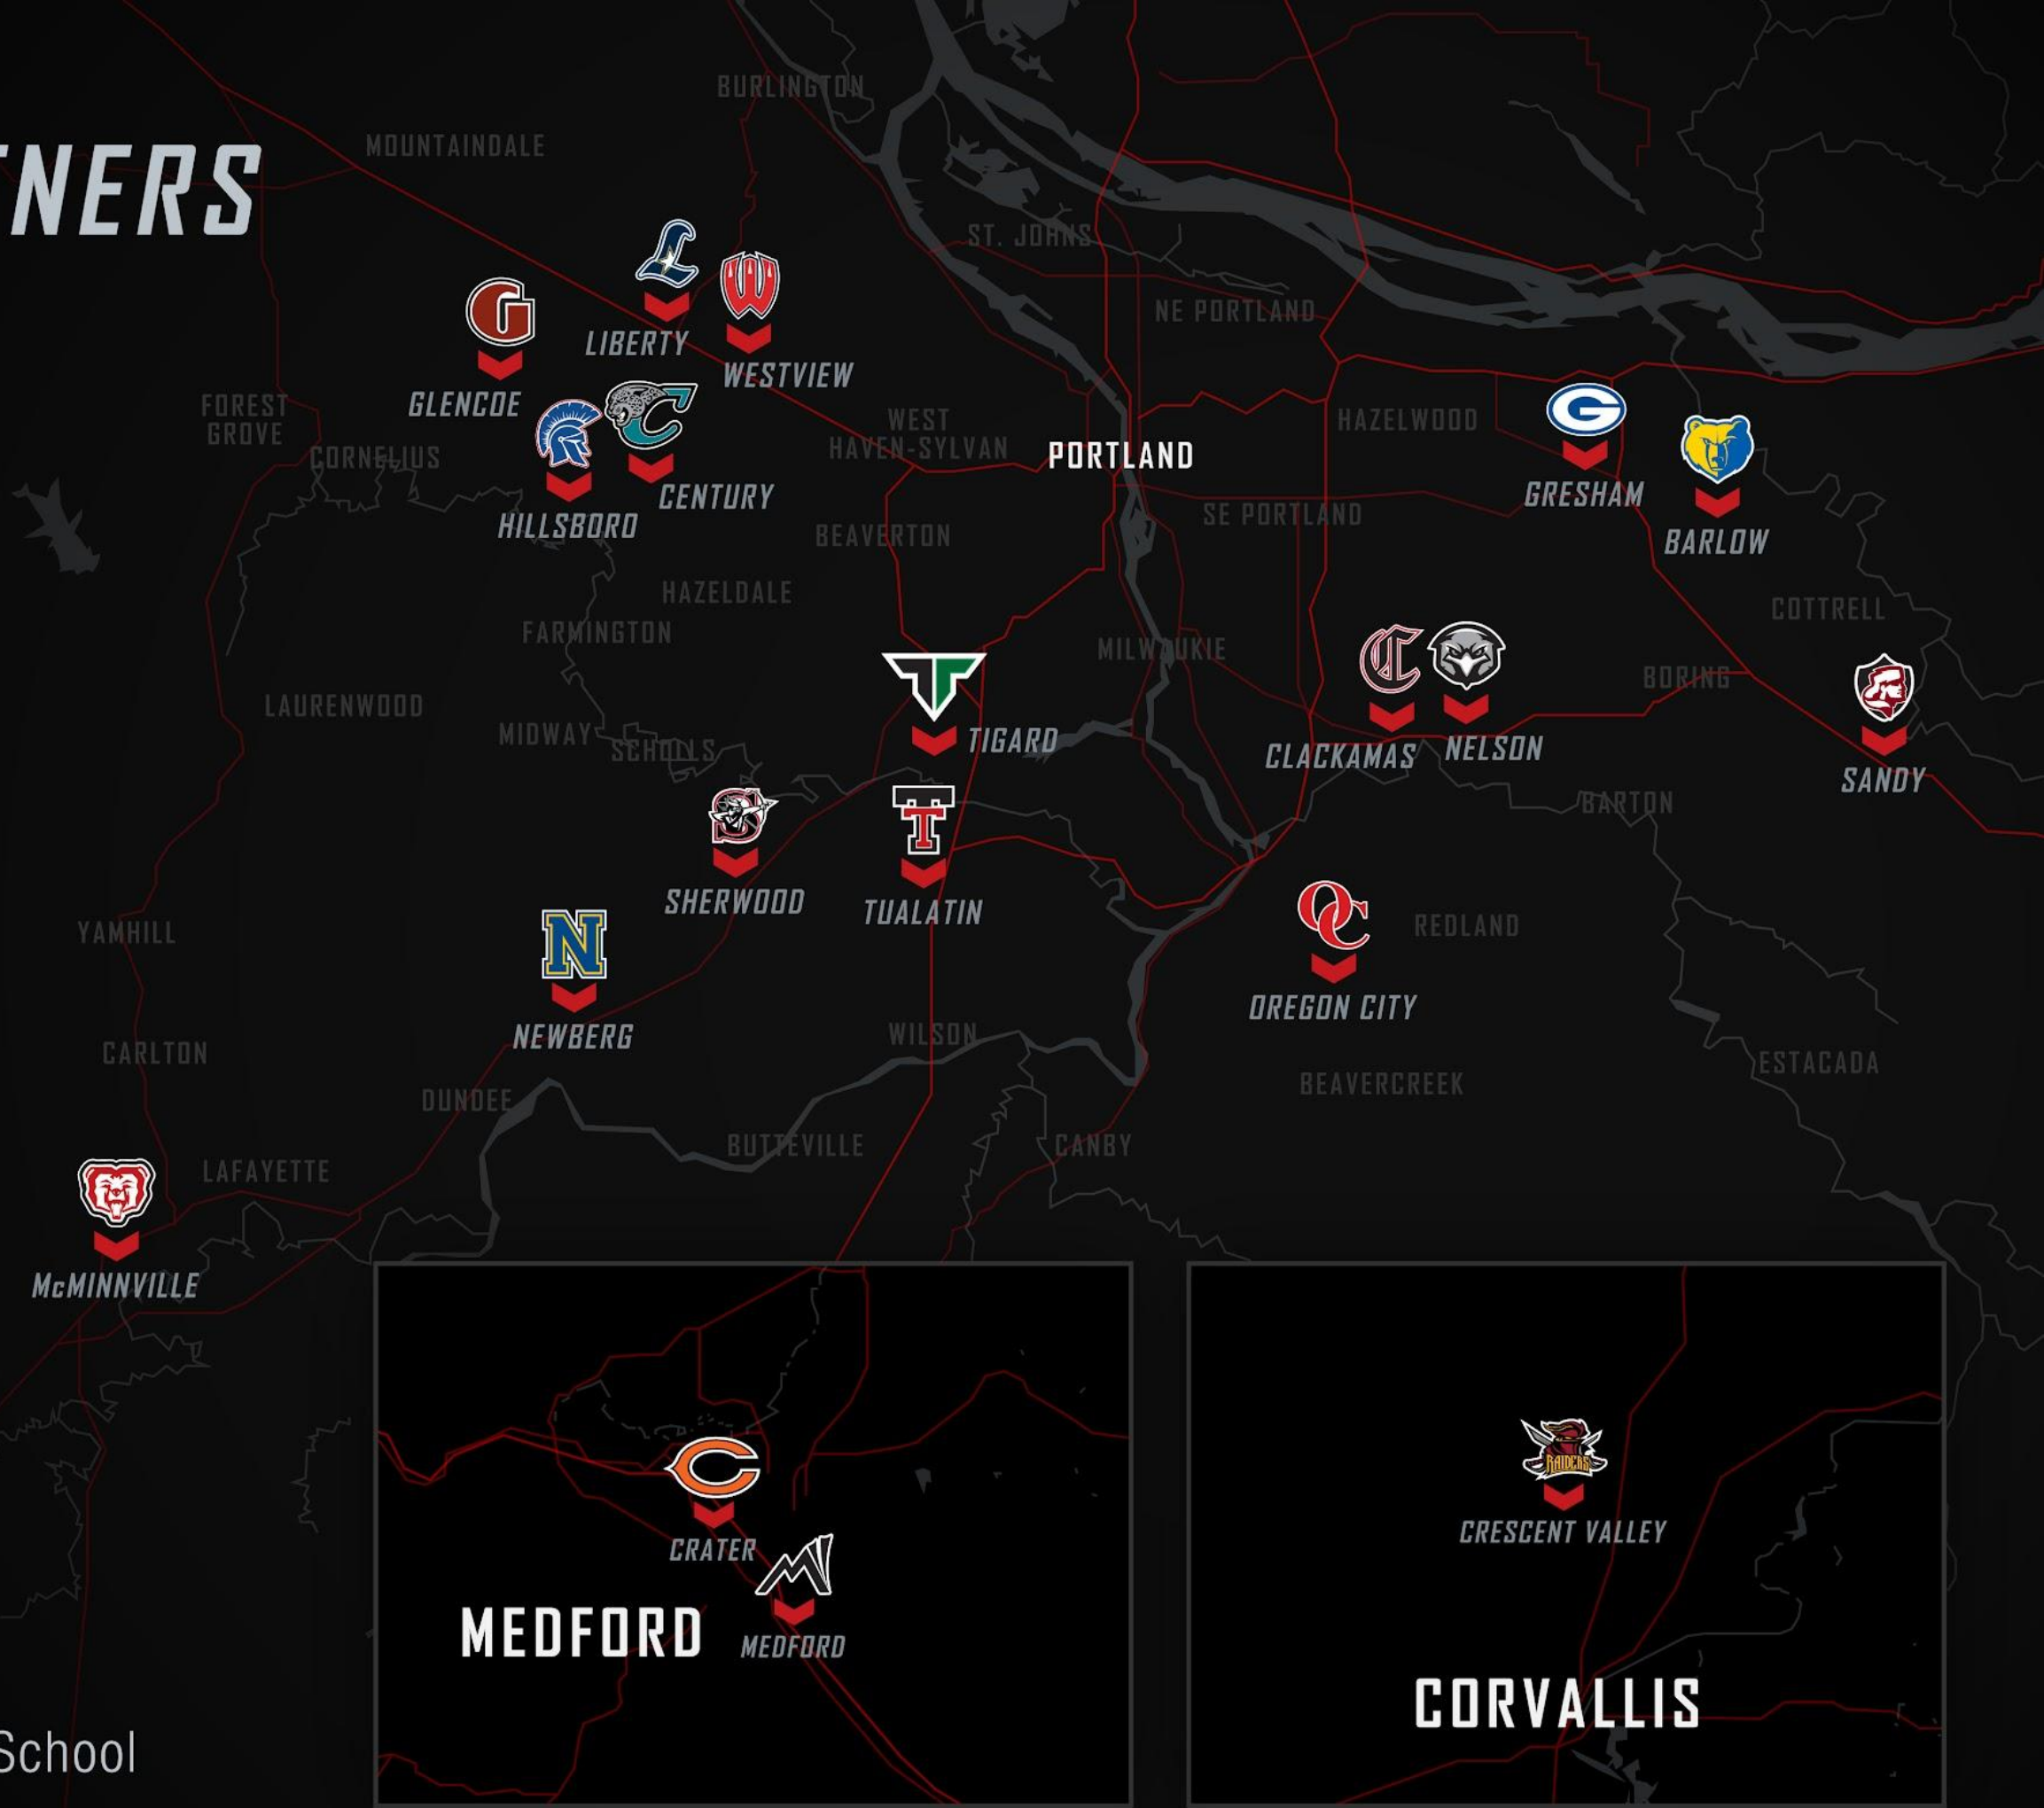 BURLINGTON
MOUNTAINDALE
NERS
ST. JOHNS
NE PORTLAND
LIBERTY
WESTVIEW
GLENCOE
FOREST
GROVE
CORNELIUS
HILLSBORO
CENTURY
WEST
HAVEN-SYLVAN
PORTLAND
HAZELWOOD
GRESHAM
BARLOW
SE PORTLAND
BEAVERTON
HAZELDALE
FARMINGTON
MILWAUKIE
COTTRELL
BORING
LAURENWOOD
MIDWAY
SCHOLLS
TIGARD
CLACKAMAS
NELSON
SANDY
BARTON
SHERWOOD
TUALATIN
YAMHILL
REDLAND
OREGON CITY
NEWBERG
WILSON
CARLTON
ESTACADA
BEAVERCREEK
DUNDEE
BUTTEVILLE
CANBY
LAFAYETTE
McMINNVILLE
CRATER
MEDFORD
MEDFORD
RAIDERS
CRESCENT VALLEY
CORVALLIS
School